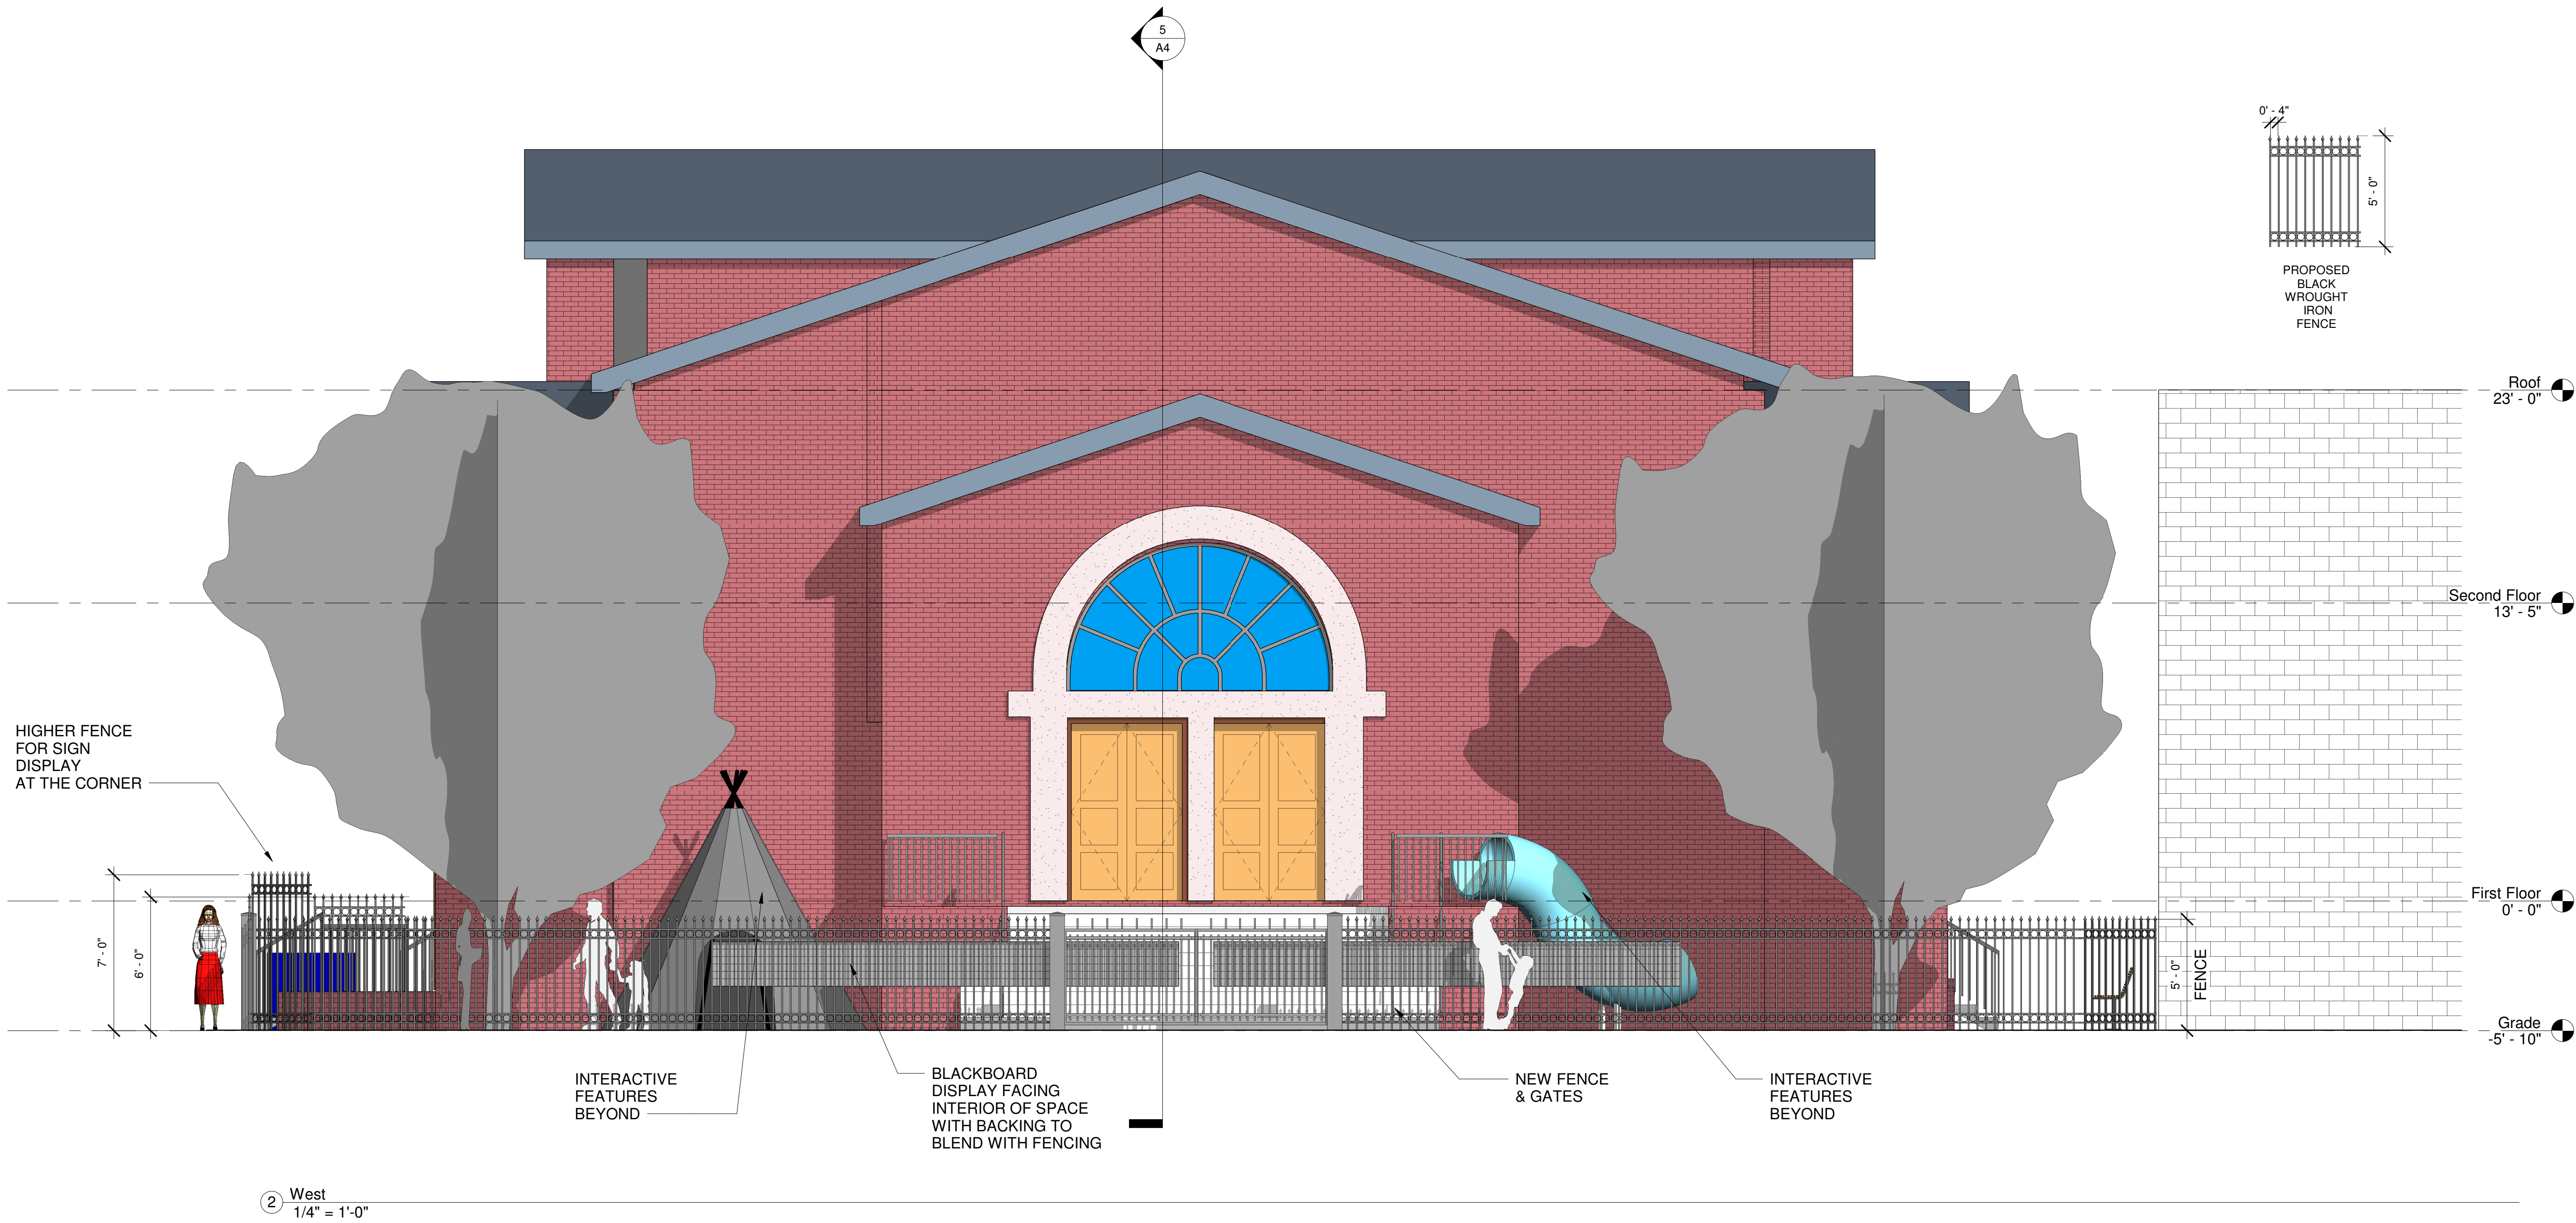 5
A4
0' - 4"
5' - 0"
PROPOSED
BLACK
WROUGHT
IRON
FENCE
Roof
23' - 0"
Second Floor
13' - 5"
HIGHER FENCE
FOR SIGN
DISPLAY
AT THE CORNER
7' - 0"
6' - 0"
First Floor
0' - 0"
5' - 0"
FENCE
Grade
-5' - 10"
INTERACTIVE
FEATURES
BEYOND
BLACKBOARD
DISPLAY FACING
INTERIOR OF SPACE
WITH BACKING TO
BLEND WITH FENCING
NEW FENCE
& GATES
INTERACTIVE
FEATURES
BEYOND
2
West
1/4" = 1'-0"